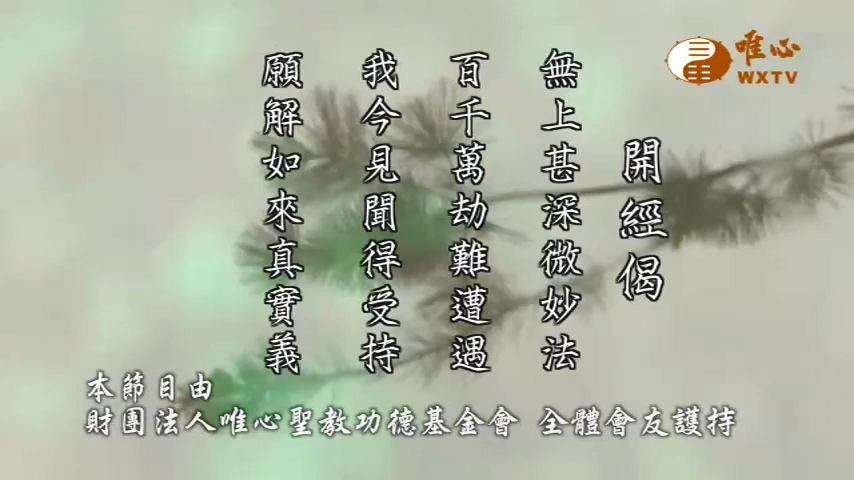 開經偈
無上甚深微妙法
百千萬劫難遭遇
我今見聞得受持
願解如來真實義
本節目由
財團法人唯心聖教功德基金會 全體會友護持
唯心
WXTV